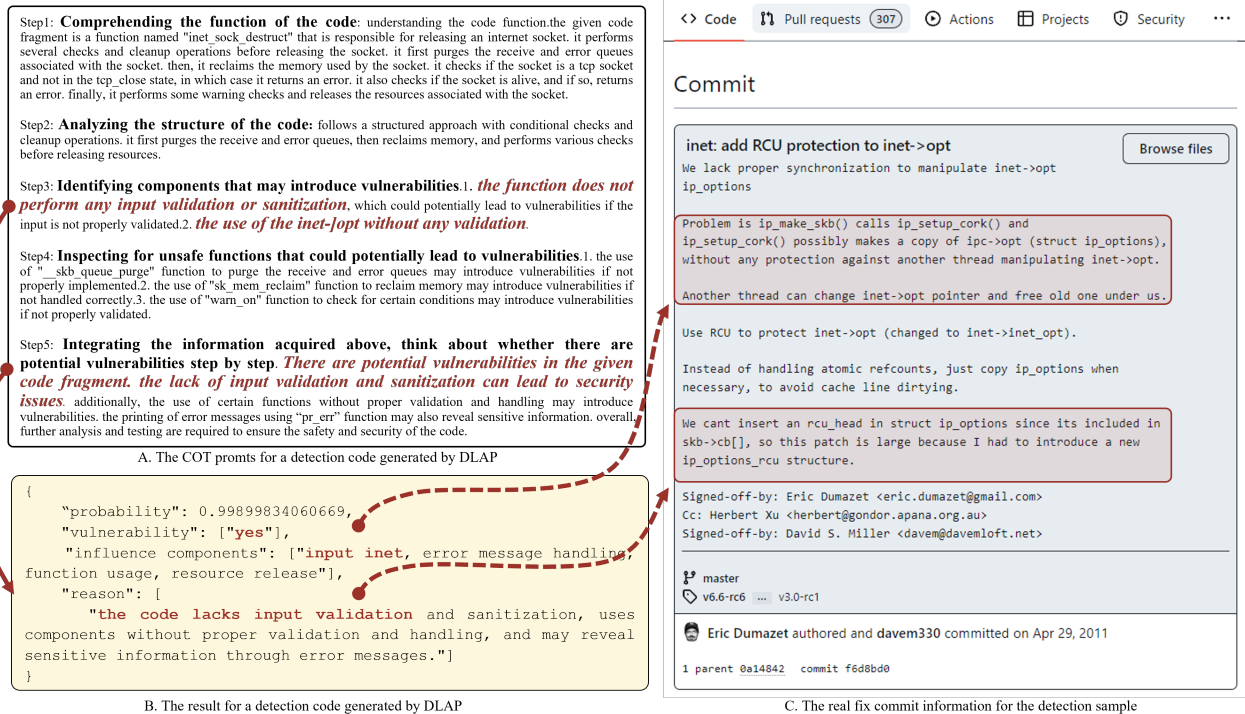 Step1: Comprehending the function of the code: understanding the code function.the given code
fragment is a function named "inet_sock_destruct" that is responsible for releasing an internet socket. it performs
several checks and cleanup operations before releasing the socket. it first purges the receive and error queues
associated with the socket. then, it reclaims the memory used by the socket. it checks if the socket is a tcp socket
and not in the tcp_close state, in which case it returns an error. it also checks if the socket is alive, and if so, returns
an error. finally, it performs some warning checks and releases the resources associated with the socket.
Step2: Analyzing the structure of the code: follows a structured approach with conditional checks and
cleanup operations. it first purges the receive and error queues, then reclaims memory, and performs various checks
before releasing resources.
Step3: Identifying components that may introduce vulnerabilities.1. the function does not
perform any input validation or sanitization, which could potentially lead to vulnerabilities if the
input is not properly validated.2. the use of the inet-]opt without any validation.
Step4: Inspecting for unsafe functions that could potentially lead to vulnerabilities.1. the use
of "__skb_queue_purge" function to purge the receive and error queues may introduce vulnerabilities if not
properly implemented.2. the use of "sk_mem_reclaim" function to reclaim memory may introduce vulnerabilities if
not handled correctly.3. the use of "warn_on" function to check for certain conditions may introduce vulnerabilities
if not properly validated.
Step5: Integrating the information acquired above, think about whether there are
potential vulnerabilities step by step. There are potential vulnerabilities in the given
code fragment. the lack of input validation and sanitization can lead to security
issues. additionally, the use of certain functions without proper validation and handling may introduce
vulnerabilities. the printing of error messages using “pr_err” function may also reveal sensitive information. overall,
further analysis and testing are required to ensure the safety and security of the code.
A. The COT promts for a detection code generated by DLAP
{
“probability": 0.99899834060669,
"vulnerability": ["yes"],
"influence components": ["input inet, error message handling,
function usage, resource release"],
"reason": [
"the code lacks input validation and sanitization, uses
components without proper validation and handling, and may reveal
sensitive information through error messages."]
}
B. The result for a detection code generated by DLAP
<> Code Pull requests 307 Actions Projects Security ...
Commit
inet: add RCU protection to inet->opt
Browse files
We lack proper synchronization to manipulate inet->opt
ip_options
Problem is ip_make_skb() calls ip_setup_cork() and
ip_setup_cork() possibly makes a copy of ipc->opt (struct ip_options),
without any protection against another thread manipulating inet->opt.
Another thread can change inet->opt pointer and free old one under us.
Use RCU to protect inet->opt (changed to inet->inet_opt).
Instead of handling atomic refcounts, just copy ip_options when
necessary, to avoid cache line dirtying.
We cant insert an rcu_head in struct ip_options since its included in
skb->cb[], so this patch is large because I had to introduce a new
ip_options_rcu structure.
Signed-off-by: Eric Dumazet <eric.dumazet@gmail.com>
Cc: Herbert Xu <herbert@gondor.apana.org.au>
Signed-off-by: David S. Miller <davem@davemloft.net>
master
v6.6-rc6 ... v3.0-rc1
Eric Dumazet authored and davem330 committed on Apr 29, 2011
1 parent 0a14842 commit f6d8bd0
C. The real fix commit information for the detection sample